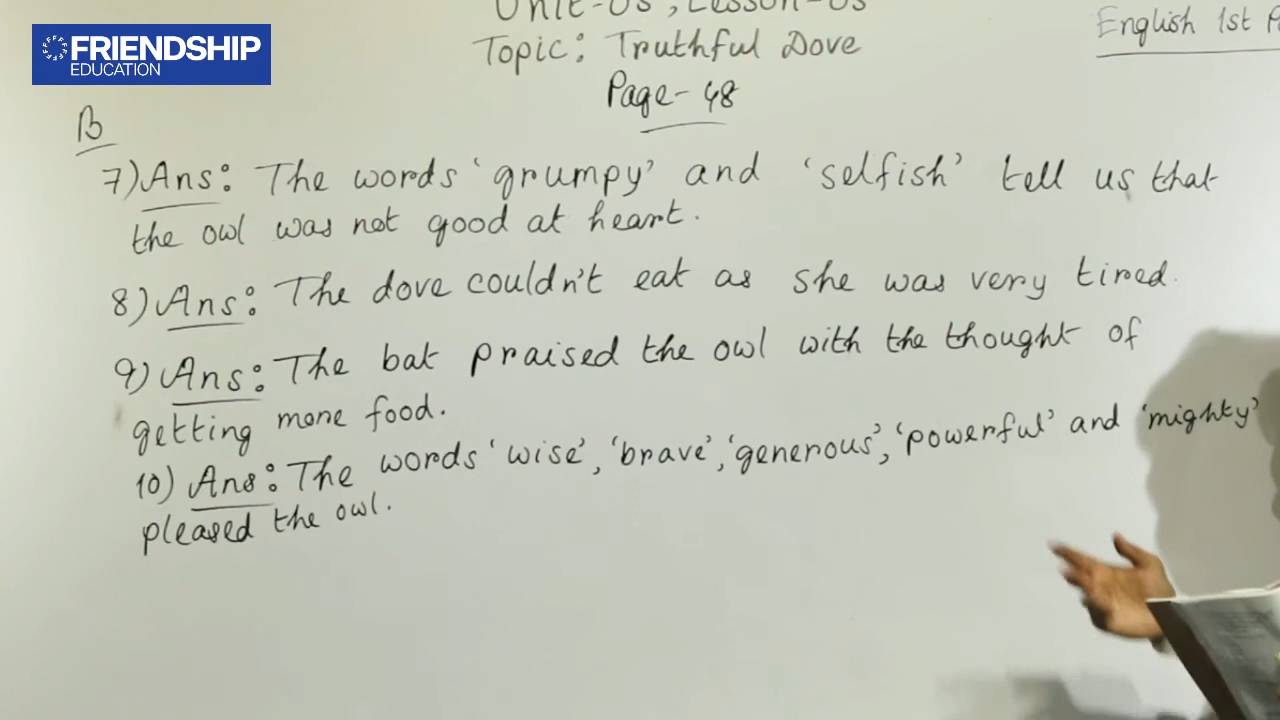 FRIENDSHIP
EDUCATION
Topic: Truthful Dove
English 1st
Page- 48
B
7) Ans: The words 'grumpy' and 'selfish' tell us that
the owl was not good at heart.
8) Ans: The dove couldn't eat as she was very tired.
9) Ans: The bat praised the owl with the thought of
getting more food.
10) Ans: The words 'wise', 'brave', 'generous', 'powerful' and 'mighty'
pleased the owl.